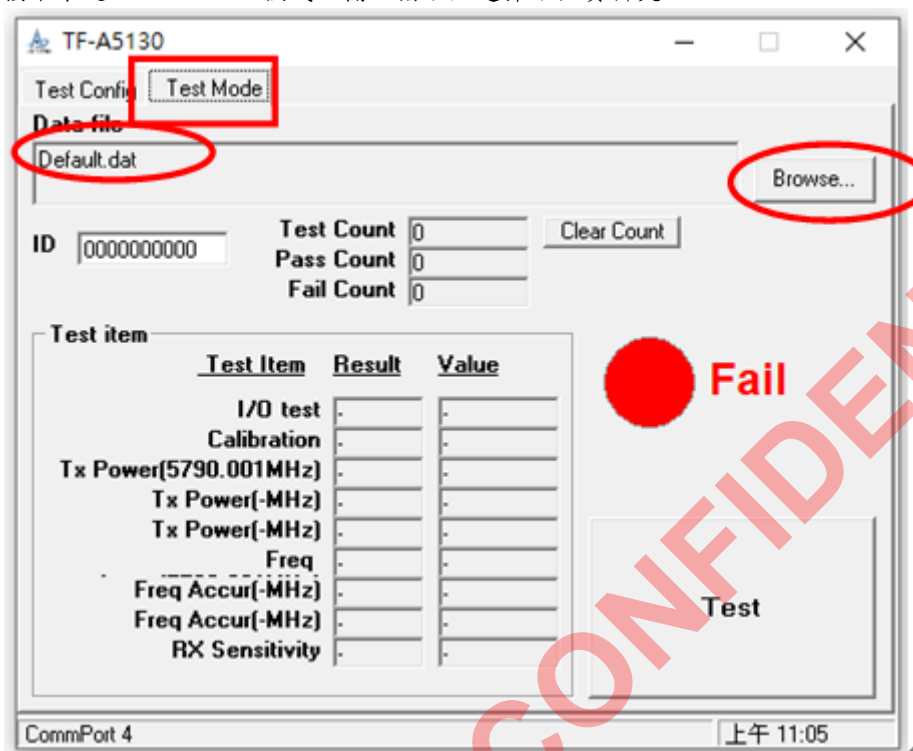 TF-A5130
Test Config Test Mode
Data file
Default.dat
Browse...
ID 0000000000
Test Count 0 Clear Count
Pass Count 0
Fail Count 0
Test item
Test Item Result Value
I/O test . .
Calibration . .
Tx Power(5790.001MHz) . .
Tx Power(-MHz) . .
Tx Power(-MHz) . .
Freq . .
Freq Accur(-MHz) . .
Freq Accur(-MHz) . .
RX Sensitivity . .
Fail
Test
CommPort 4 上午 11:05